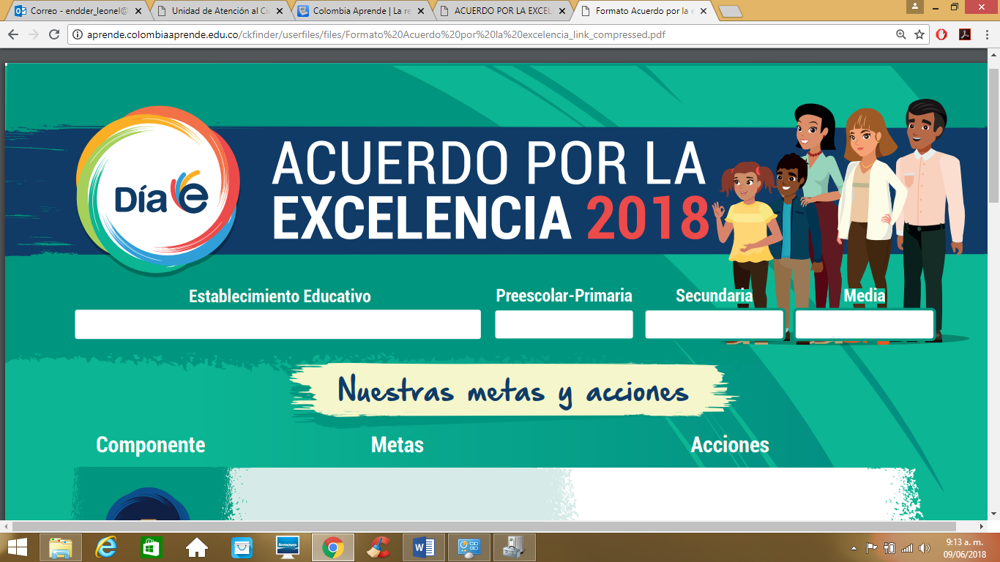 Correo - endder_leonel@
Unidad de Atención al Ci
Colombia Aprende | La re
ACUERDO POR LA EXCEL
Formato Acuerdo por la e
aprende.colombiaaprende.edu.co/ckfinder/userfiles/files/Formato%20Acuerdo%20por%20la%20excelencia_link_compressed.pdf
Día e
ACUERDO POR LA
EXCELENCIA 2018
Establecimiento Educativo
Preescolar-Primaria
Secundaria
Media
Nuestras metas y acciones
Componente
Metas
Acciones
lenovo
9:13 a. m.
09/06/2018